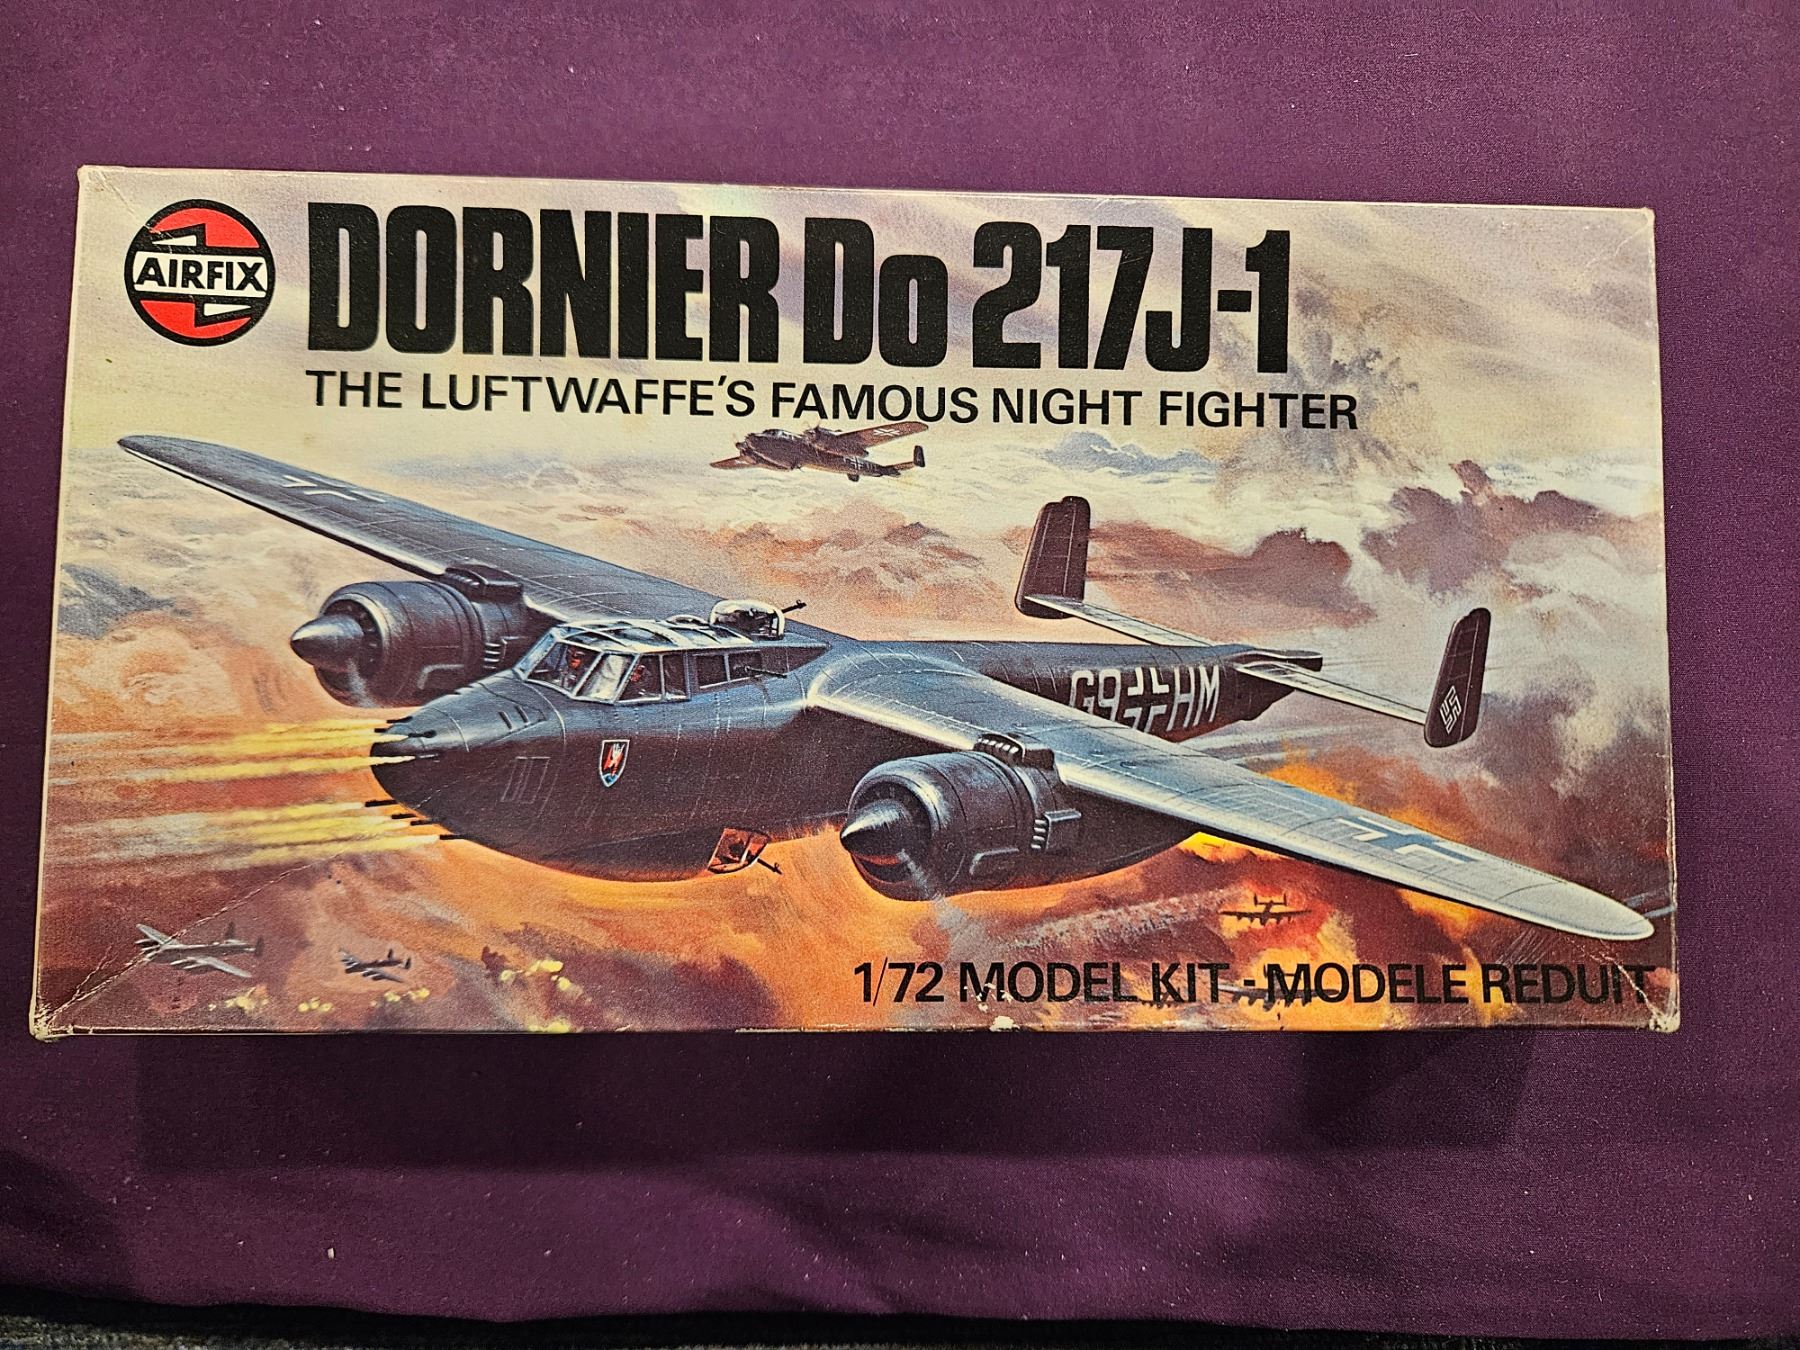 AIRFIX
DORNIER Do 217J-1
THE LUFTWAFFE'S FAMOUS NIGHT FIGHTER
G9 HM
1/72 MODEL KIT - MODELE REDUIT